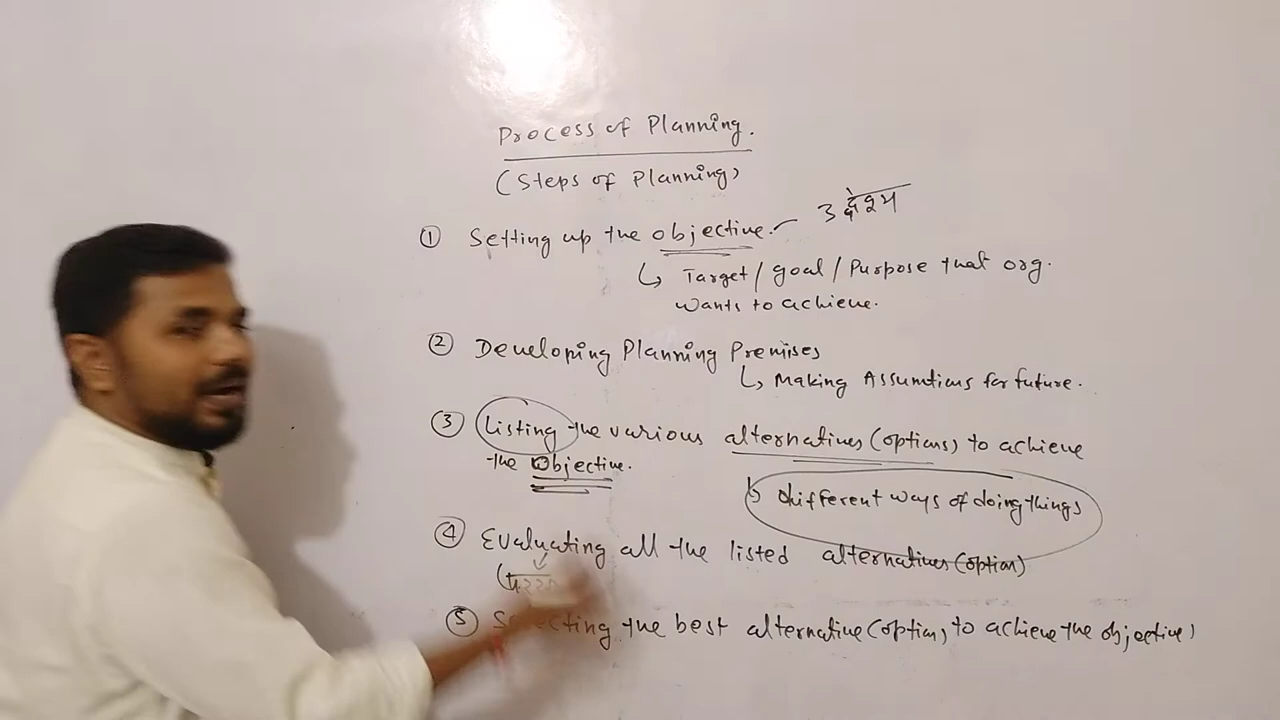 Process of Planning.
(Steps of Planning)
① Setting up the objective. उद्देश्य
↳ Target/goal/Purpose that org.
wants to achieve.
② Developing Planning Premises
↳ Making Assumtions for future.
③ Listing the various alternatives (options) to achieve
the Objective.
↳ different ways of doing things
④ Evaluating all the listed alternatives (option)
⑤ Selecting the best alternative (option) to achieve the objective)